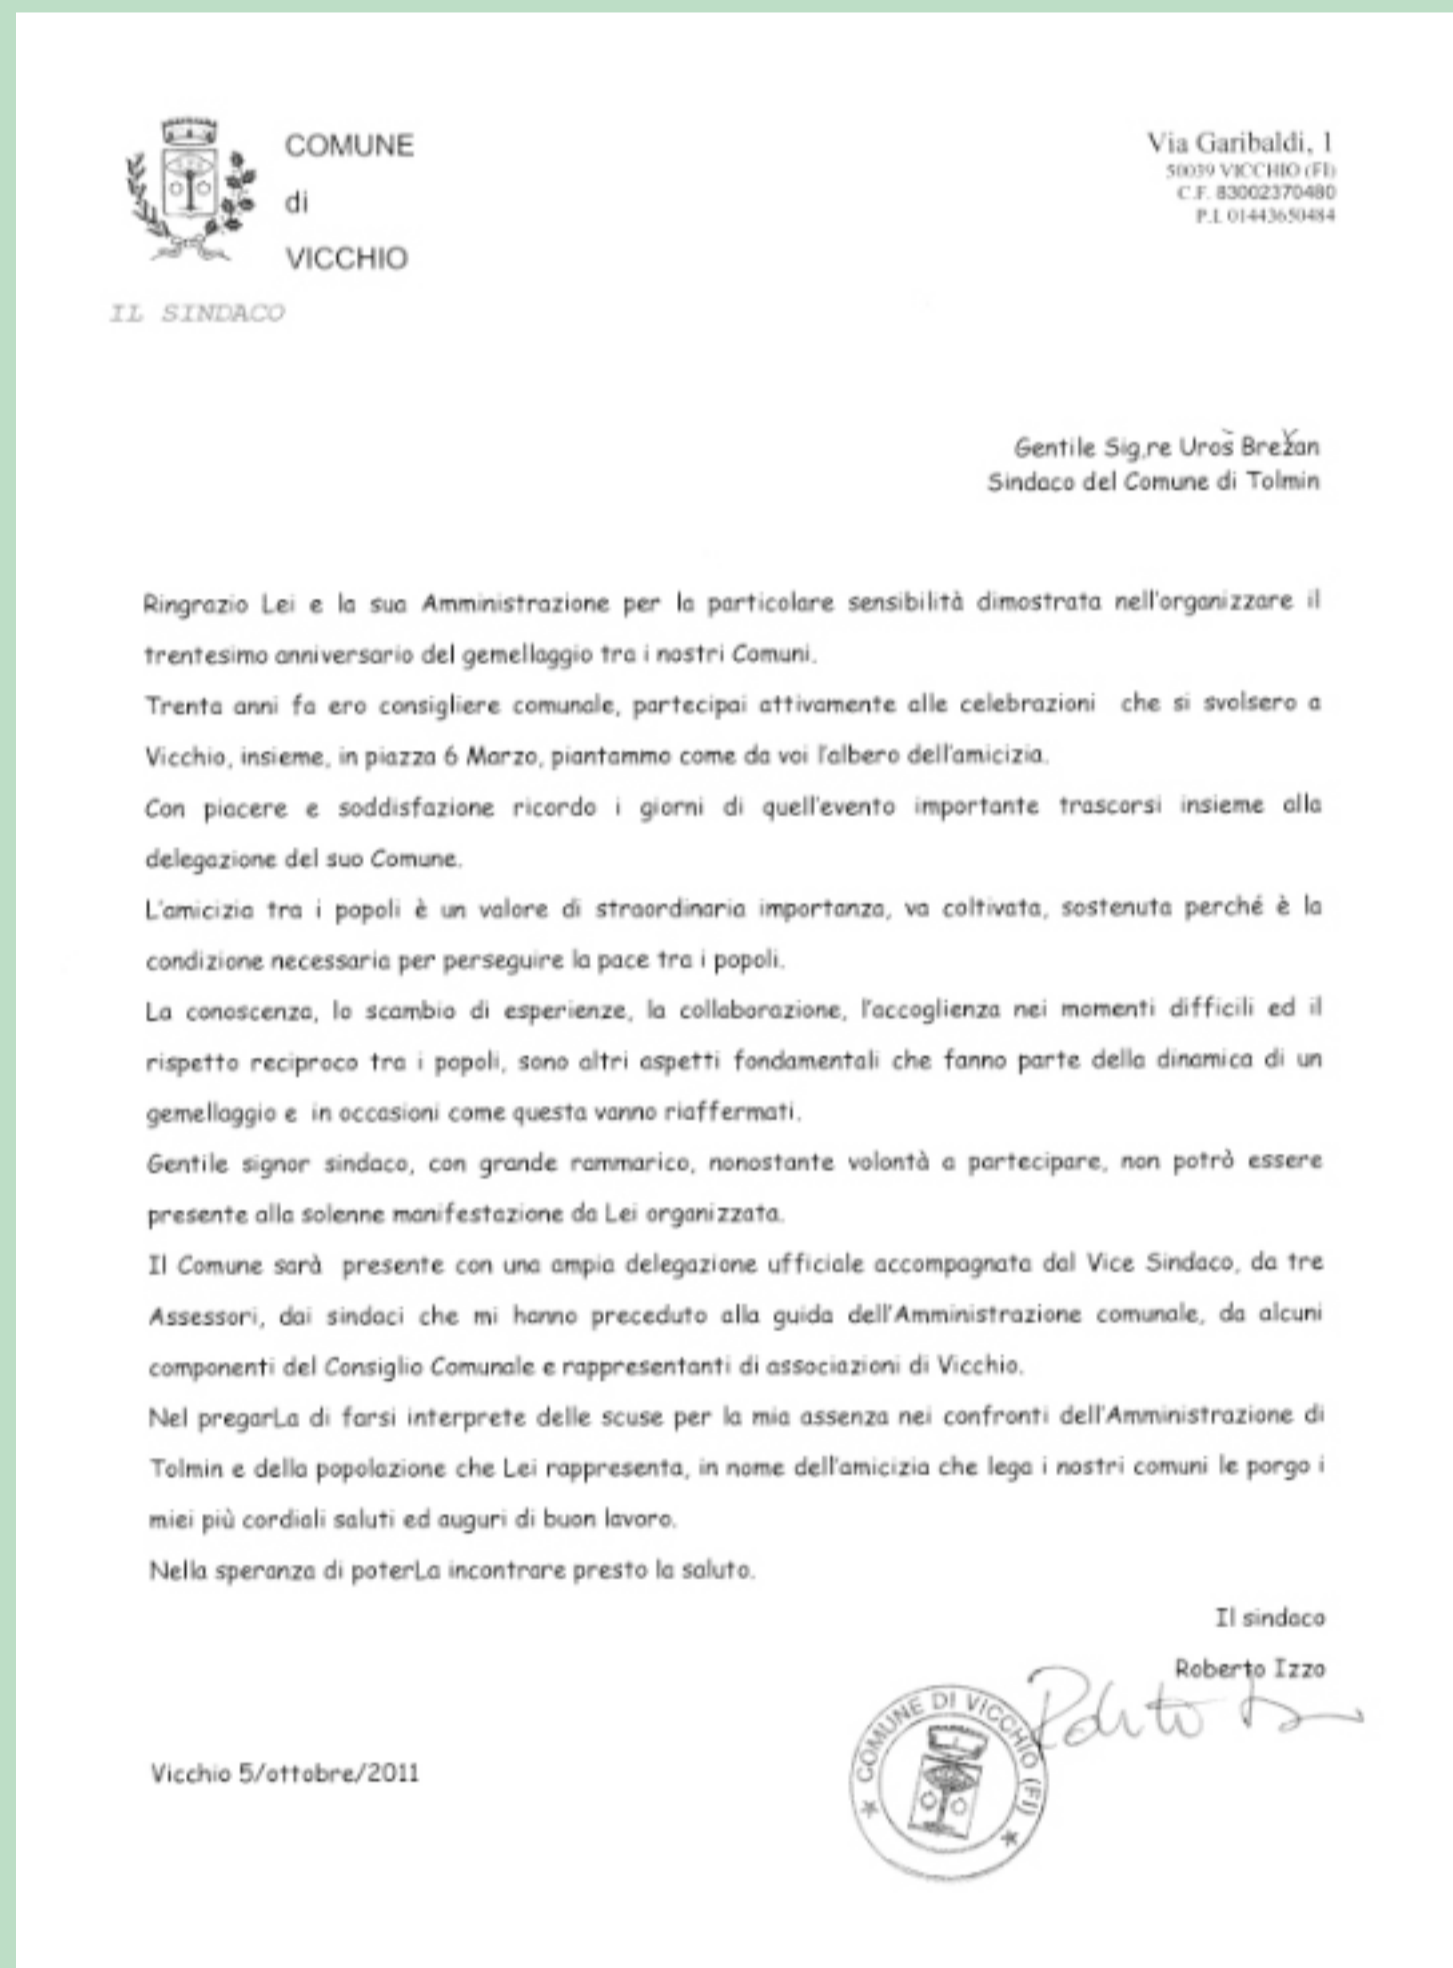 COMUNE
di
VICCHIO
IL SINDACO
Via Garibaldi, 1
50039 VICCHIO (FI)
C.F. 83002370480
P.I. 01443650484
Gentile Sig.re Uroš Brežan
Sindaco del Comune di Tolmin
Ringrazio Lei e la sua Amministrazione per la particolare sensibilità dimostrata nell'organizzare il
trentesimo anniversario del gemellaggio tra i nostri Comuni.
Trenta anni fa ero consigliere comunale, partecipai attivamente alle celebrazioni che si svolsero a
Vicchio, insieme, in piazza 6 Marzo, piantammo come da voi l'albero dell'amicizia.
Con piacere e soddisfazione ricordo i giorni di quell'evento importante trascorsi insieme alla
delegazione del suo Comune.
L'amicizia tra i popoli è un valore di straordinaria importanza, va coltivata, sostenuta perché è la
condizione necessaria per perseguire la pace tra i popoli.
La conoscenza, lo scambio di esperienze, la collaborazione, l'accoglienza nei momenti difficili ed il
rispetto reciproco tra i popoli, sono altri aspetti fondamentali che fanno parte della dinamica di un
gemellaggio e in occasioni come questa vanno riaffermati.
Gentile signor sindaco, con grande rammarico, nonostante volontà a partecipare, non potrò essere
presente alla solenne manifestazione da Lei organizzata.
Il Comune sarà presente con una ampia delegazione ufficiale accompagnata dal Vice Sindaco, da tre
Assessori, dai sindaci che mi hanno preceduto alla guida dell'Amministrazione comunale, da alcuni
componenti del Consiglio Comunale e rappresentanti di associazioni di Vicchio.
Nel pregarLa di farsi interprete delle scuse per la mia assenza nei confronti dell'Amministrazione di
Tolmin e della popolazione che Lei rappresenta, in nome dell'amicizia che lega i nostri comuni le porgo i
miei più cordiali saluti ed auguri di buon lavoro.
Nella speranza di poterLa incontrare presto la saluto.
Il sindaco
Roberto Izzo
COMUNE DI VICCHIO (FI)
Vicchio 5/ottobre/2011